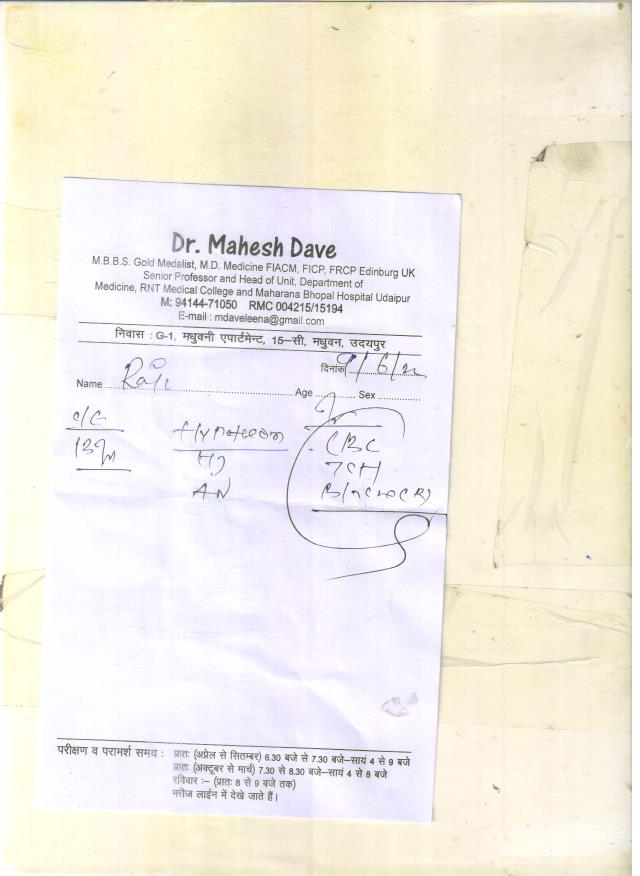 Dr. Mahesh Dave
M.B.B.S. Gold Medalist, M.D. Medicine FIACM, FICP, FRCP Edinburg UK
Senior Professor and Head of Unit, Department of
Medicine, RNT Medical College and Maharana Bhopal Hospital Udaipur
M: 94144-71050 RMC 004215/15194
E-mail : mdaveleena@gmail.com
निवास : G-1, मधुवनी एपार्टमेन्ट, 15-सी, मधुवन, उदयपुर
दिनांक
Name Age Sex
CBC
परीक्षण व परामर्श समय : प्रातः (अप्रेल से सितम्बर) 6.30 बजे से 7.30 बजे-सायं 4 से 9 बजे
प्रातः (अक्टूबर से मार्च) 7.30 से 8.30 बजे-सायं 4 से 8 बजे
रविवार :- (प्रातः 8 से 9 बजे तक)
मरीज लाईन में देखे जाते हैं।